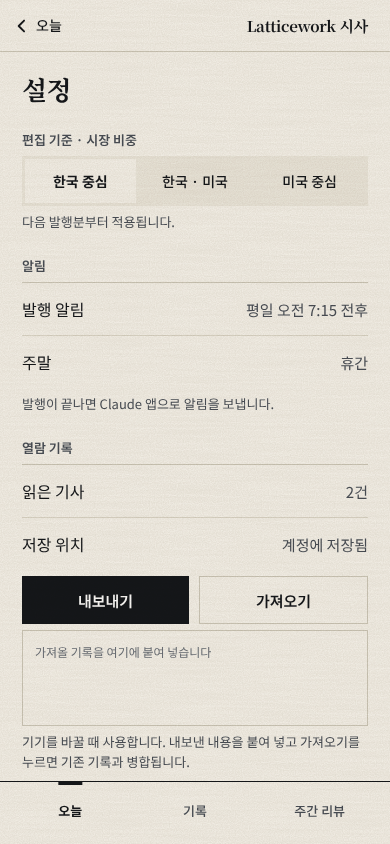 오늘
Latticework 시사
설정
편집 기준 · 시장 비중
한국 중심
한국 · 미국
미국 중심
다음 발행분부터 적용됩니다.
알림
발행 알림
평일 오전 7:15 전후
주말
휴간
발행이 끝나면 Claude 앱으로 알림을 보냅니다.
열람 기록
읽은 기사
2건
저장 위치
계정에 저장됨
내보내기
가져오기
가져올 기록을 여기에 붙여 넣습니다
기기를 바꿀 때 사용합니다. 내보낸 내용을 붙여 넣고 가져오기를
누르면 기존 기록과 병합됩니다.
오늘
기록
주간 리뷰